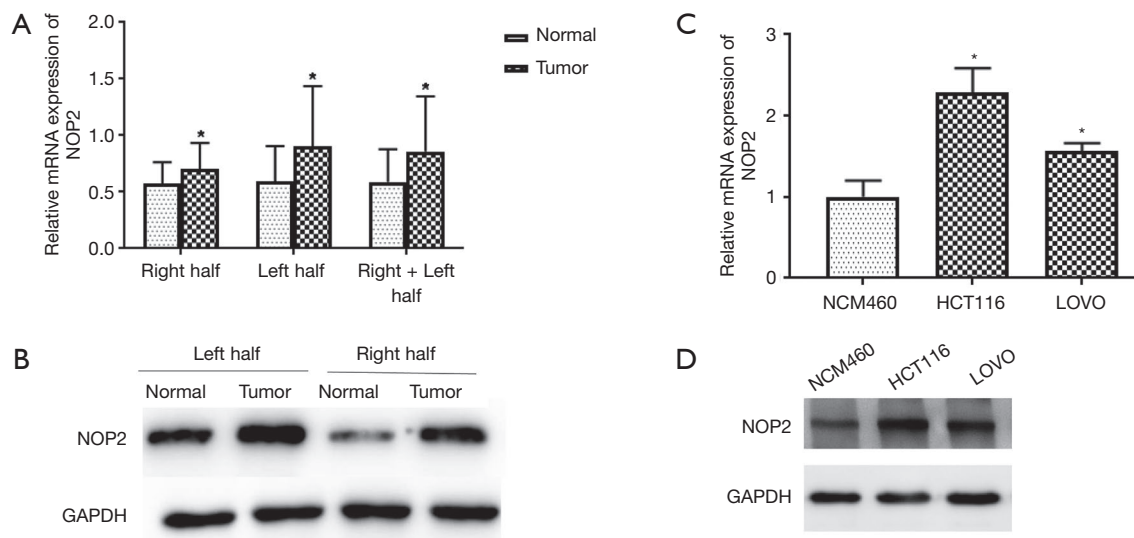 A
Relative mRNA expression of
NOP2
2.0
1.5
1.0
0.5
0.0
*
*
*
Right half
Left half
Right + Left
half
Normal
Tumor
C
Relative mRNA expression of
NOP2
3
2
1
0
*
*
NCM460
HCT116
LOVO
B
Left half
Right half
Normal
Tumor
Normal
Tumor
NOP2
GAPDH
D
NCM460
HCT116
LOVO
NOP2
GAPDH